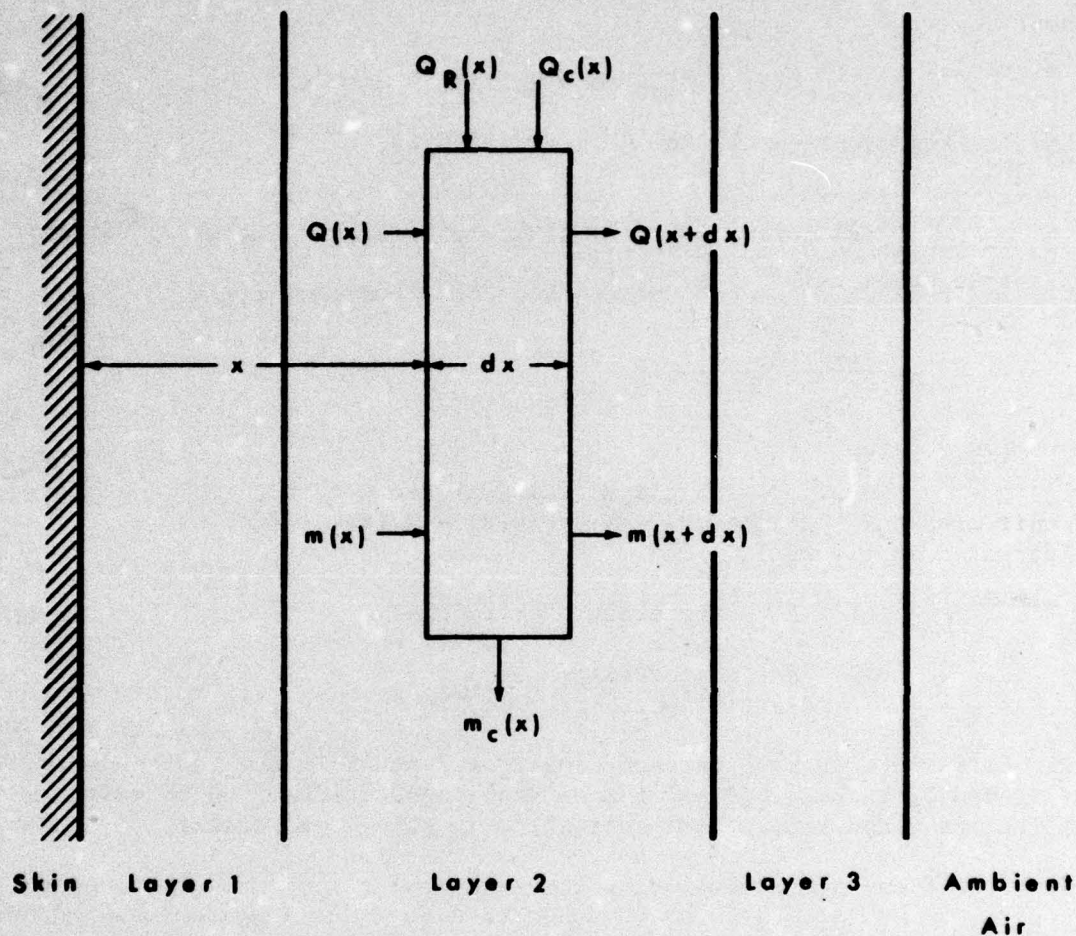 Q_R(x) Q_c(x)
Q(x) Q(x+dx)
x dx
m(x) m(x+dx)
m_c(x)
Skin Layer 1 Layer 2 Layer 3 Ambient
Air